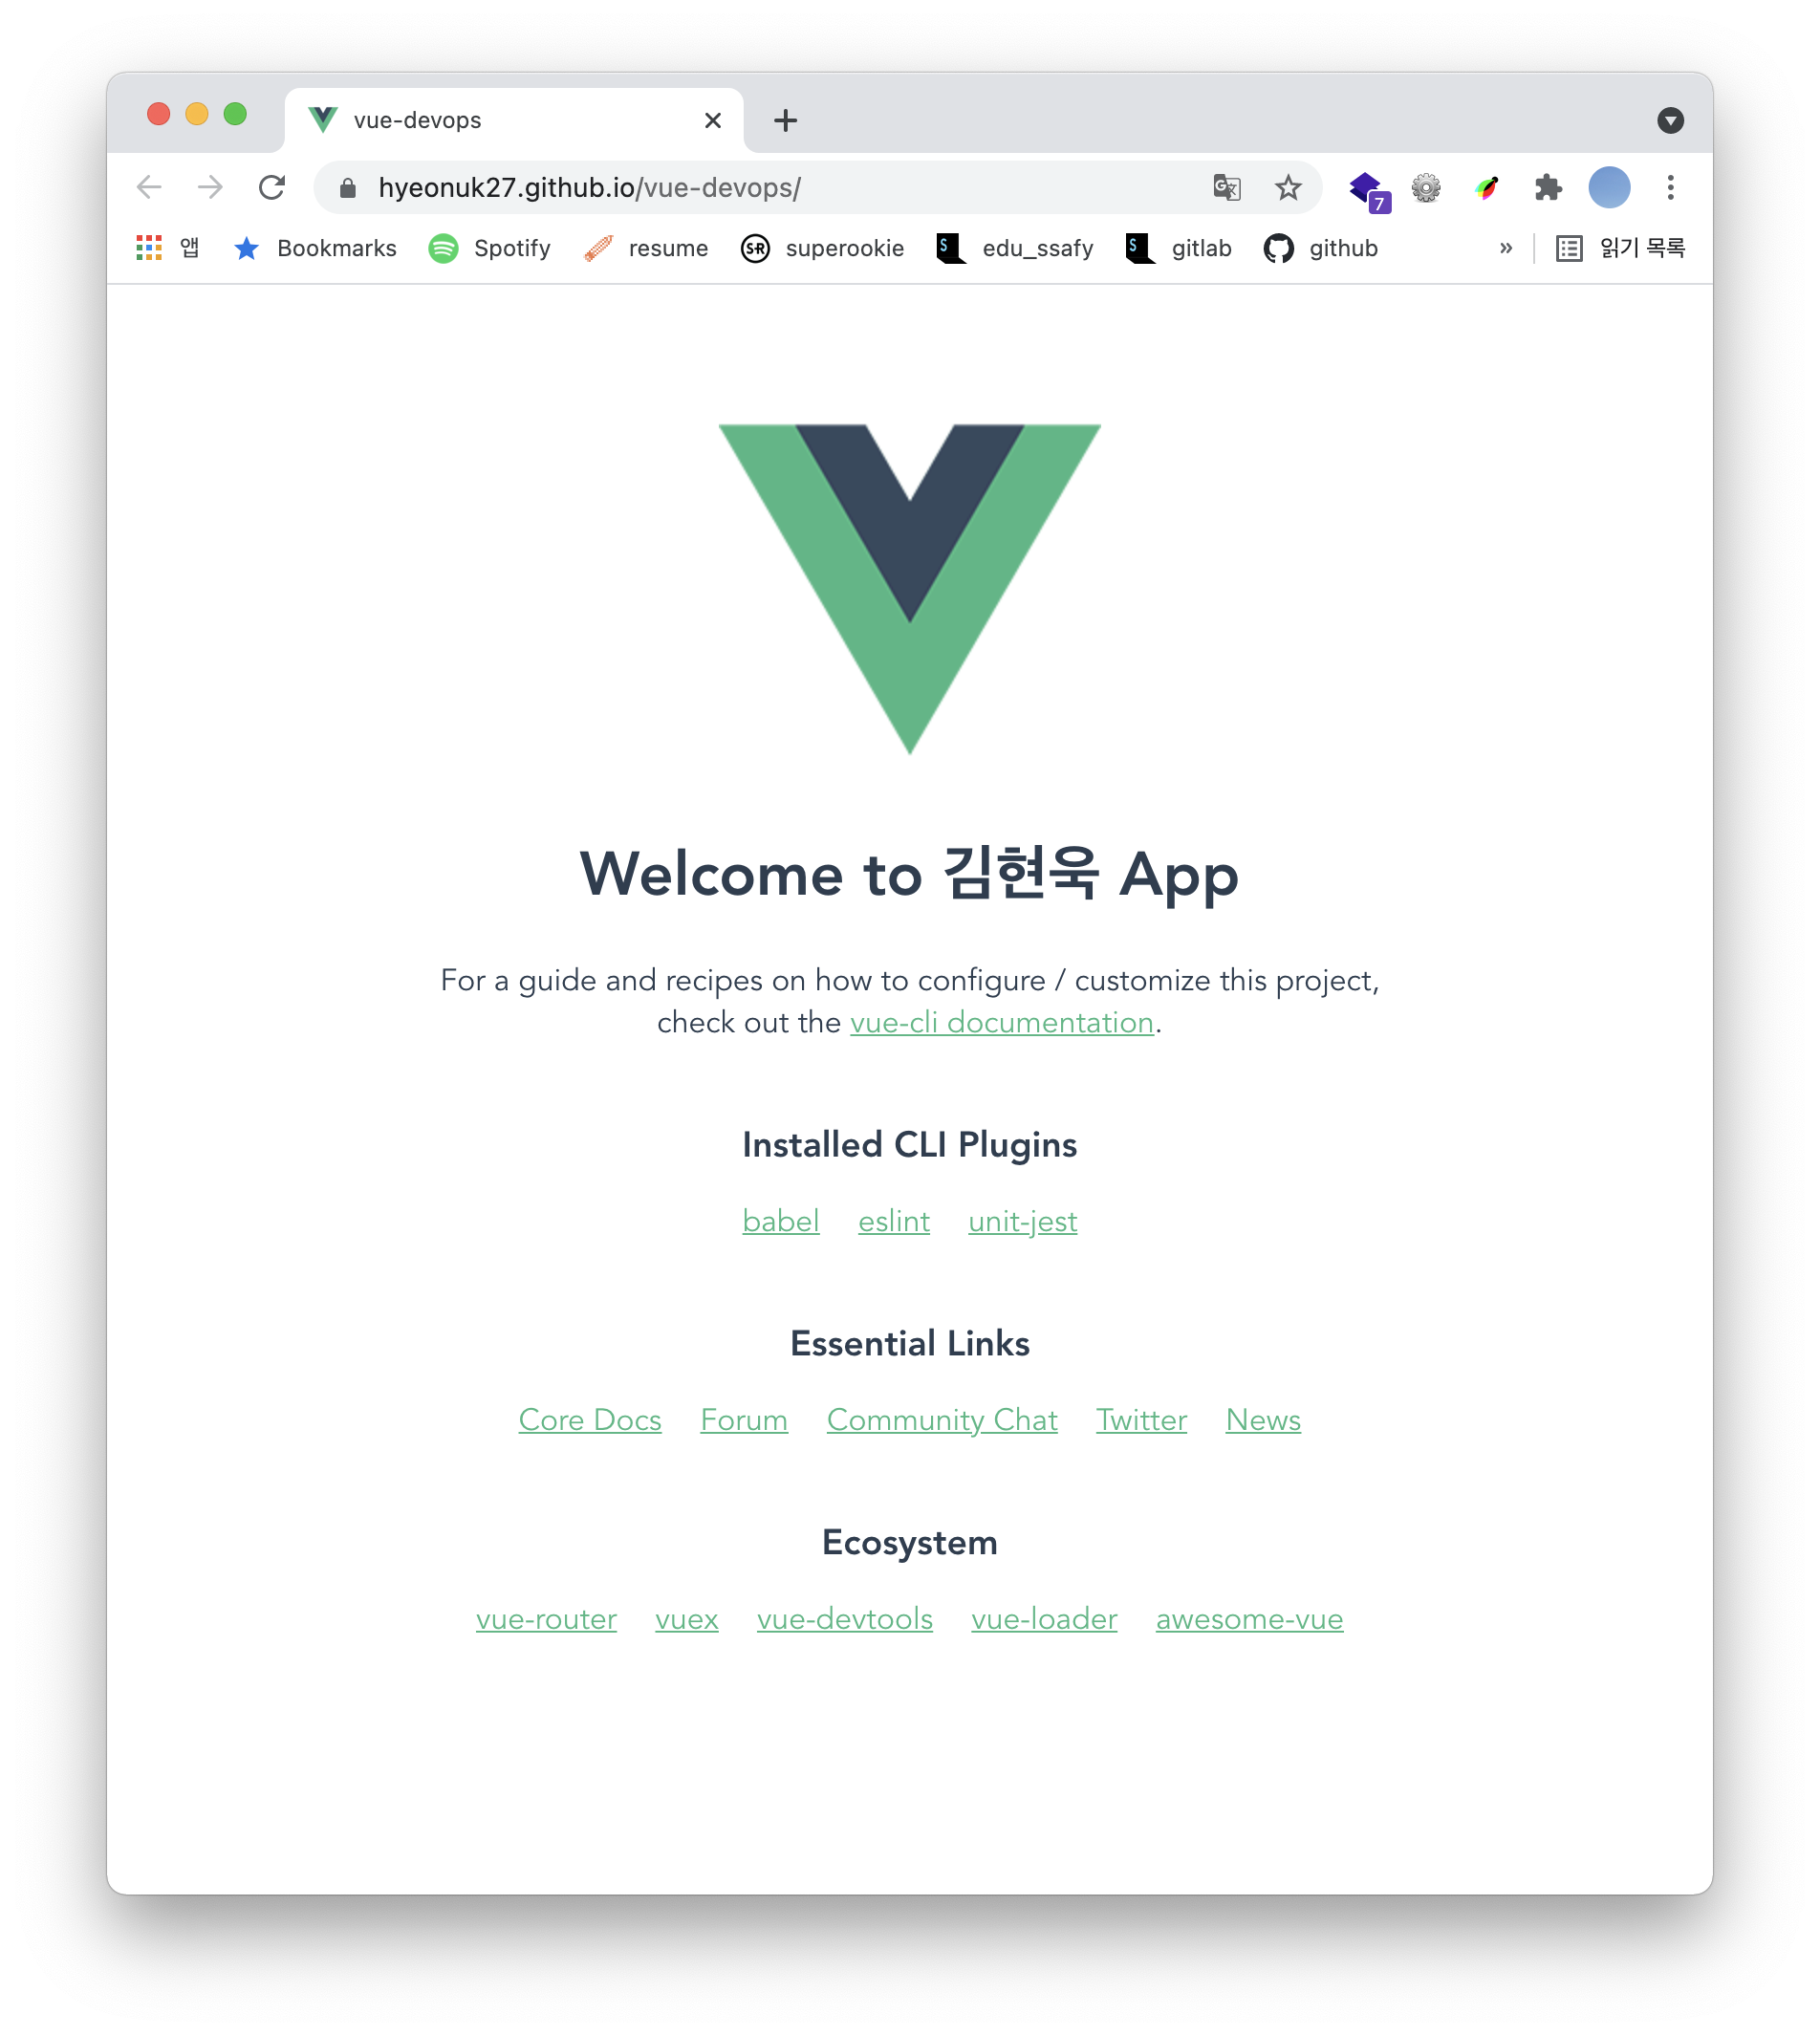 vue-devops
hyeonuk27.github.io/vue-devops/
7
앱 Bookmarks Spotify resume S-R superookie S edu_ssafy S gitlab github » 읽기 목록
Welcome to 김현욱 App
For a guide and recipes on how to configure / customize this project,
check out the vue-cli documentation.
Installed CLI Plugins
babel eslint unit-jest
Essential Links
Core Docs Forum Community Chat Twitter News
Ecosystem
vue-router vuex vue-devtools vue-loader awesome-vue